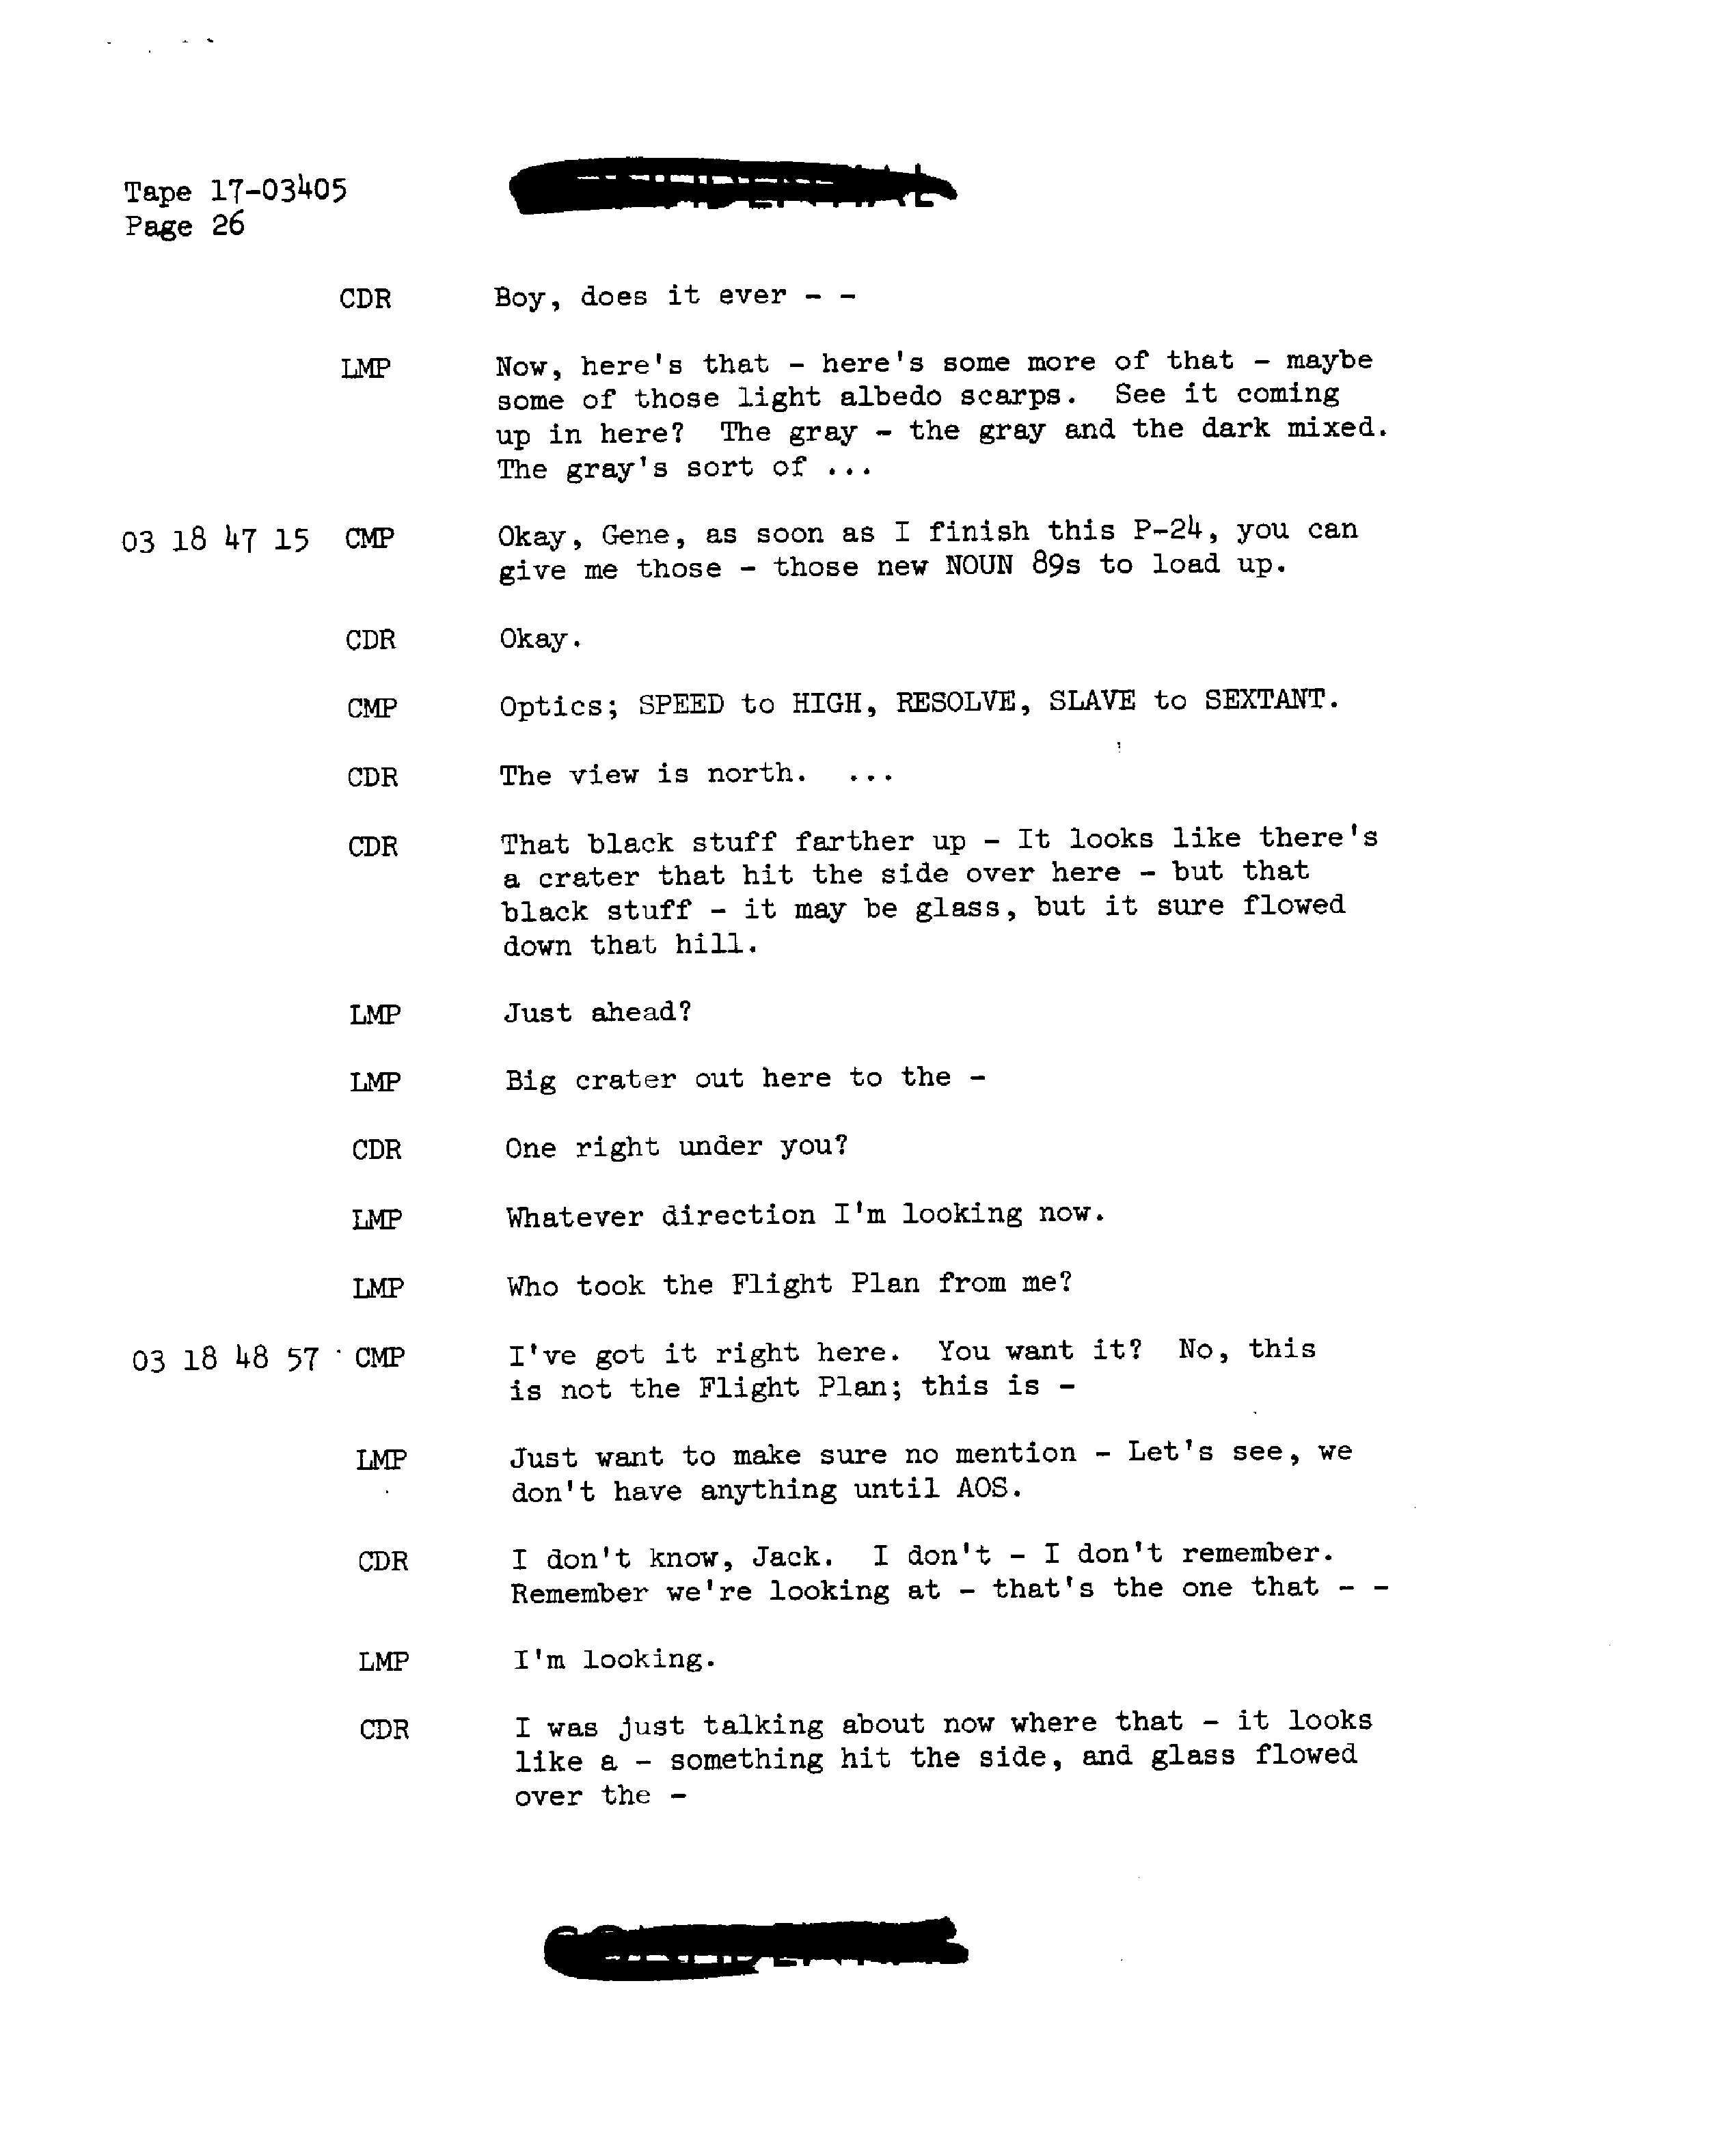 Tape 17-03405
Page 26
CDR Boy, does it ever - -
LMP Now, here's that - here's some more of that - maybe
some of those light albedo scarps. See it coming
up in here? The gray - the gray and the dark mixed.
The gray's sort of ...
03 18 47 15 CMP Okay, Gene, as soon as I finish this P-24, you can
give me those - those new NOUN 89s to load up.
CDR Okay.
CMP Optics; SPEED to HIGH, RESOLVE, SLAVE to SEXTANT.
CDR The view is north. ...
CDR That black stuff farther up - It looks like there's
a crater that hit the side over here - but that
black stuff - it may be glass, but it sure flowed
down that hill.
LMP Just ahead?
LMP Big crater out here to the -
CDR One right under you?
LMP Whatever direction I'm looking now.
LMP Who took the Flight Plan from me?
03 18 48 57 CMP I've got it right here. You want it? No, this
is not the Flight Plan; this is -
LMP Just want to make sure no mention - Let's see, we
don't have anything until AOS.
CDR I don't know, Jack. I don't - I don't remember.
Remember we're looking at - that's the one that - -
LMP I'm looking.
CDR I was just talking about now where that - it looks
like a - something hit the side, and glass flowed
over the -